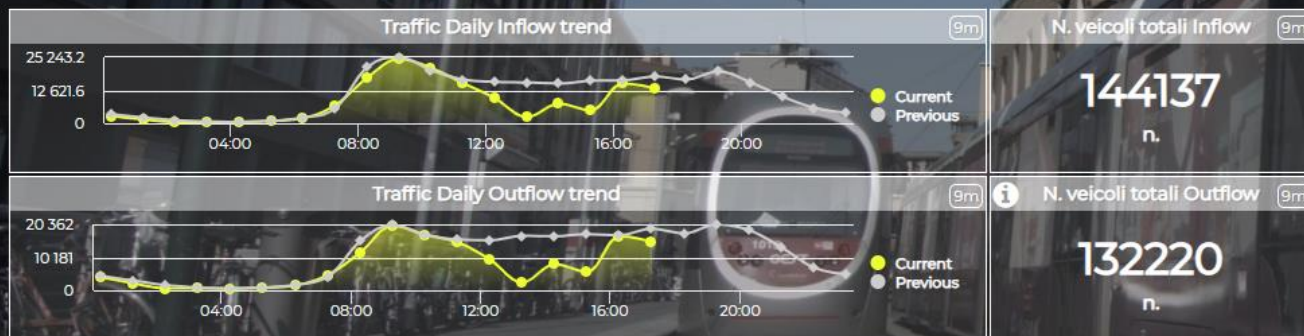 Traffic Daily Inflow trend
9m
25 243.2
12 621.6
0
04:00
08:00
12:00
16:00
20:00
Current
Previous
N. veicoli totali Inflow
9m
144137
n.
Traffic Daily Outflow trend
9m
20 362
10 181
0
04:00
08:00
12:00
16:00
20:00
Current
Previous
N. veicoli totali Outflow
9m
132220
n.